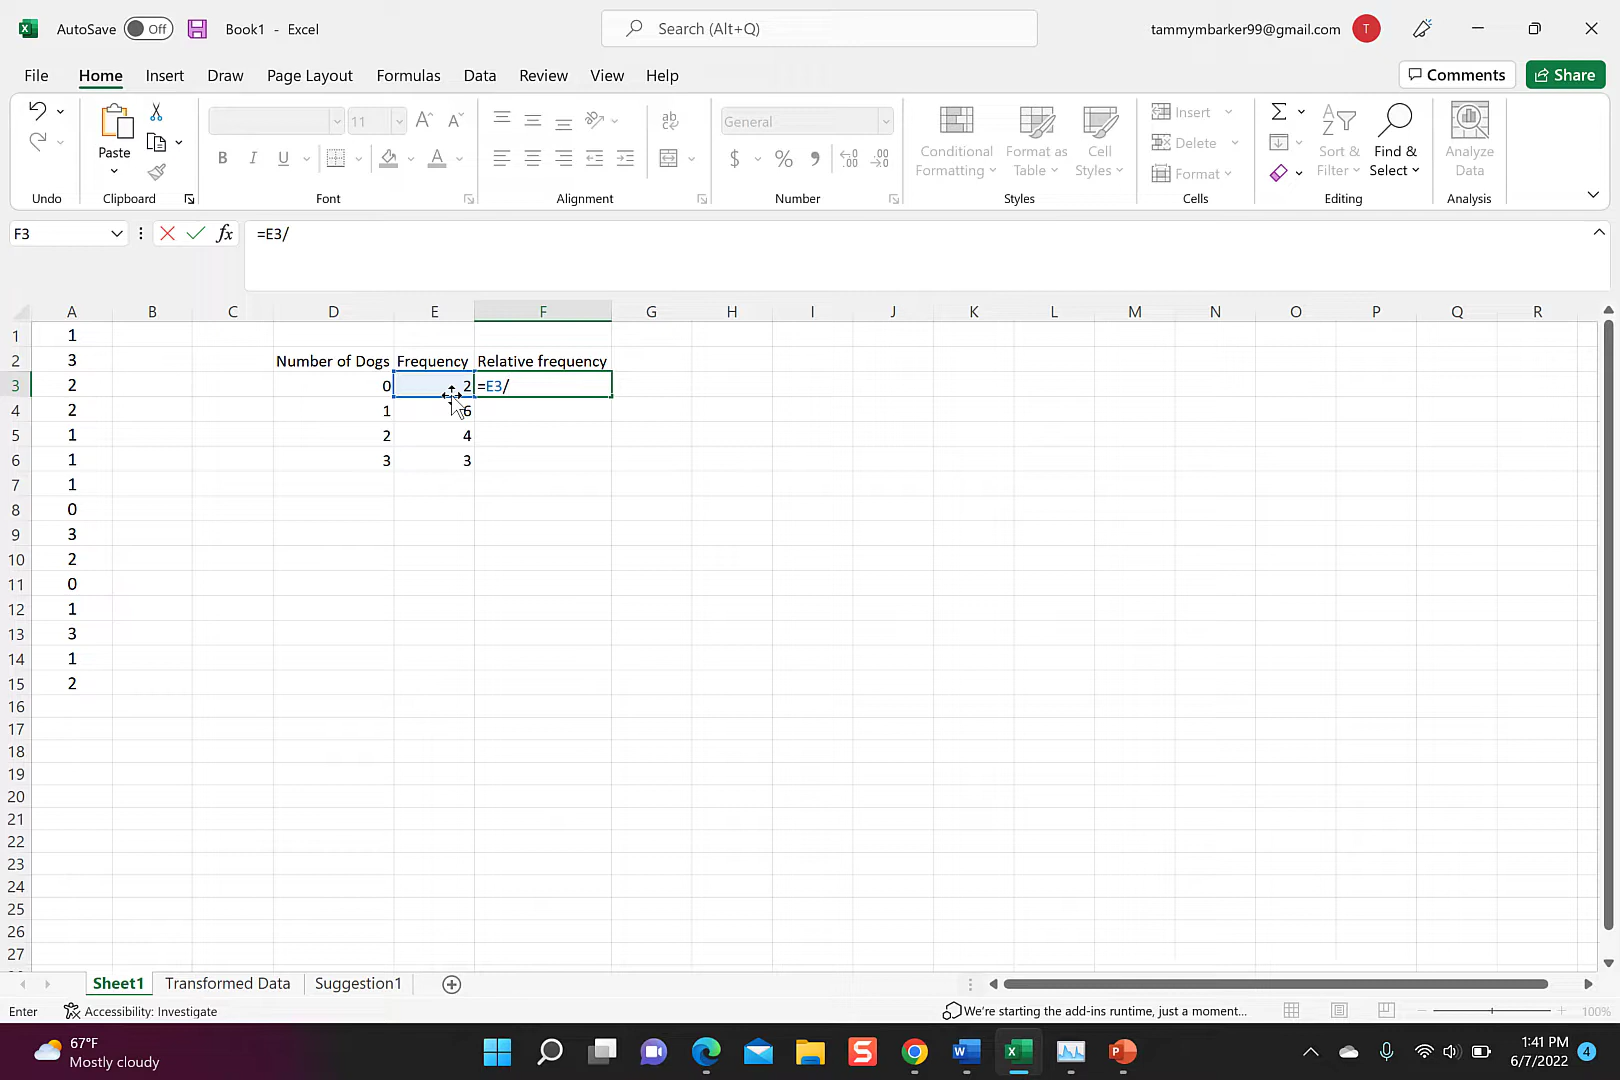 AutoSave Off Book1 - Excel Search (Alt+Q) tammymbarker99@gmail.com T
File Home Insert Draw Page Layout Formulas Data Review View Help Comments Share
Paste
11
General
Conditional Formatting
Format as Table
Cell Styles
Insert
Delete
Format
Sort & Filter
Find & Select
Analyze Data
Undo Clipboard Font Alignment Number Styles Cells Editing Analysis
F3 fx =E3/
A B C D E F G H I J K L M N O P Q R
1 1
2 3 Number of Dogs Frequency Relative frequency
3 2 0 2 =E3/
4 2 1 6
5 1 2 4
6 1 3 3
7 1
8 0
9 3
10 2
11 0
12 1
13 3
14 1
15 2
16
17
18
19
20
21
22
23
24
25
26
27
Sheet1 Transformed Data Suggestion1
Enter Accessibility: Investigate We're starting the add-ins runtime, just a moment... 100%
67°F
Mostly cloudy
1:41 PM
6/7/2022
4